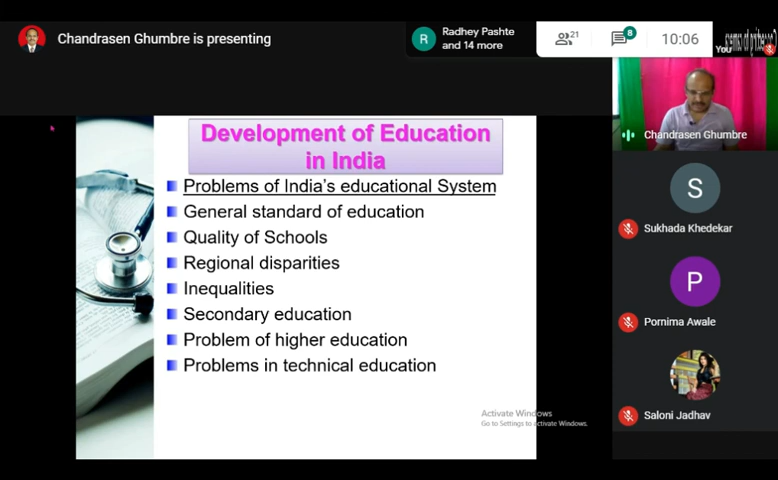 Chandrasen Ghumbre is presenting
R
Radhey Pashte
and 14 more
21
8
10:06
You
Development of Education
in India
Problems of India's educational System
General standard of education
Quality of Schools
Regional disparities
Inequalities
Secondary education
Problem of higher education
Problems in technical education
Activate Windows
Go to Settings to activate Windows.
Chandrasen Ghumbre
S
Sukhada Khedekar
P
Pornima Awale
Saloni Jadhav